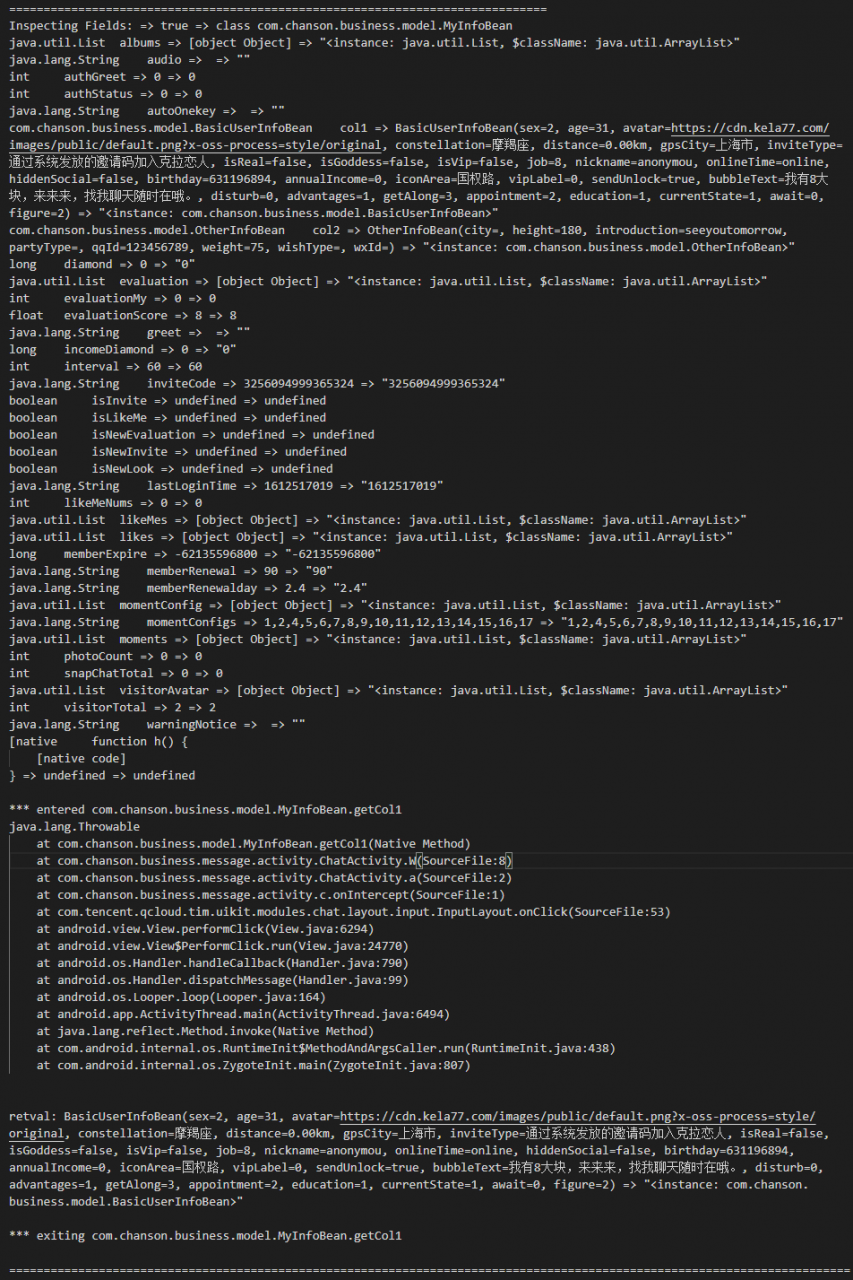 ==============================================================================
Inspecting Fields: => true => class com.chanson.business.model.MyInfoBean
java.util.List  albums => [object Object] => "<instance: java.util.List, $className: java.util.ArrayList>"
java.lang.String    audio =>  => ""
int     authGreet => 0 => 0
int     authStatus => 0 => 0
java.lang.String    autoOnekey =>  => ""
com.chanson.business.model.BasicUserInfoBean    col1 => BasicUserInfoBean(sex=2, age=31, avatar=https://cdn.kela77.com/
images/public/default.png?x-oss-process=style/original, constellation=摩羯座, distance=0.00km, gpsCity=上海市, inviteType=
通过系统发放的邀请码加入克拉恋人, isReal=false, isGoddess=false, isVip=false, job=8, nickname=anonymou, onlineTime=online,
hiddenSocial=false, birthday=631196894, annualIncome=0, iconArea=国权路, vipLabel=0, sendUnlock=true, bubbleText=我有8大
块，来来来，找我聊天随时在哦。, disturb=0, advantages=1, getAlong=3, appointment=2, education=1, currentState=1, await=0,
figure=2) => "<instance: com.chanson.business.model.BasicUserInfoBean>"
com.chanson.business.model.OtherInfoBean    col2 => OtherInfoBean(city=, height=180, introduction=seeyoutomorrow,
partyType=, qqId=123456789, weight=75, wishType=, wxId=) => "<instance: com.chanson.business.model.OtherInfoBean>"
long    diamond => 0 => "0"
java.util.List  evaluation => [object Object] => "<instance: java.util.List, $className: java.util.ArrayList>"
int     evaluationMy => 0 => 0
float   evaluationScore => 8 => 8
java.lang.String    greet =>  => ""
long    incomeDiamond => 0 => "0"
int     interval => 60 => 60
java.lang.String    inviteCode => 3256094999365324 => "3256094999365324"
boolean     isInvite => undefined => undefined
boolean     isLikeMe => undefined => undefined
boolean     isNewEvaluation => undefined => undefined
boolean     isNewInvite => undefined => undefined
boolean     isNewLook => undefined => undefined
java.lang.String    lastLoginTime => 1612517019 => "1612517019"
int     likeMeNums => 0 => 0
java.util.List  likeMes => [object Object] => "<instance: java.util.List, $className: java.util.ArrayList>"
java.util.List  likes => [object Object] => "<instance: java.util.List, $className: java.util.ArrayList>"
long    memberExpire => -62135596800 => "-62135596800"
java.lang.String    memberRenewal => 90 => "90"
java.lang.String    memberRenewalday => 2.4 => "2.4"
java.util.List  momentConfig => [object Object] => "<instance: java.util.List, $className: java.util.ArrayList>"
java.lang.String    momentConfigs => 1,2,4,5,6,7,8,9,10,11,12,13,14,15,16,17 => "1,2,4,5,6,7,8,9,10,11,12,13,14,15,16,17"
java.util.List  moments => [object Object] => "<instance: java.util.List, $className: java.util.ArrayList>"
int     photoCount => 0 => 0
int     snapChatTotal => 0 => 0
java.util.List  visitorAvatar => [object Object] => "<instance: java.util.List, $className: java.util.ArrayList>"
int     visitorTotal => 2 => 2
java.lang.String    warningNotice =>  => ""
[native     function h() {
    [native code]
} => undefined => undefined

*** entered com.chanson.business.model.MyInfoBean.getCol1
java.lang.Throwable
    at com.chanson.business.model.MyInfoBean.getCol1(Native Method)
    at com.chanson.business.message.activity.ChatActivity.W(SourceFile:8)
    at com.chanson.business.message.activity.ChatActivity.a(SourceFile:2)
    at com.chanson.business.message.activity.c.onIntercept(SourceFile:1)
    at com.tencent.qcloud.tim.uikit.modules.chat.layout.input.InputLayout.onClick(SourceFile:53)
    at android.view.View.performClick(View.java:6294)
    at android.view.View$PerformClick.run(View.java:24770)
    at android.os.Handler.handleCallback(Handler.java:790)
    at android.os.Handler.dispatchMessage(Handler.java:99)
    at android.os.Looper.loop(Looper.java:164)
    at android.app.ActivityThread.main(ActivityThread.java:6494)
    at java.lang.reflect.Method.invoke(Native Method)
    at com.android.internal.os.RuntimeInit$MethodAndArgsCaller.run(RuntimeInit.java:438)
    at com.android.internal.os.ZygoteInit.main(ZygoteInit.java:807)

retval: BasicUserInfoBean(sex=2, age=31, avatar=https://cdn.kela77.com/images/public/default.png?x-oss-process=style/
original, constellation=摩羯座, distance=0.00km, gpsCity=上海市, inviteType=通过系统发放的邀请码加入克拉恋人, isReal=false,
isGoddess=false, isVip=false, job=8, nickname=anonymou, onlineTime=online, hiddenSocial=false, birthday=631196894,
annualIncome=0, iconArea=国权路, vipLabel=0, sendUnlock=true, bubbleText=我有8大块，来来来，找我聊天随时在哦。, disturb=0,
advantages=1, getAlong=3, appointment=2, education=1, currentState=1, await=0, figure=2) => "<instance: com.chanson.
business.model.BasicUserInfoBean>"

*** exiting com.chanson.business.model.MyInfoBean.getCol1

==========================================================================================================================